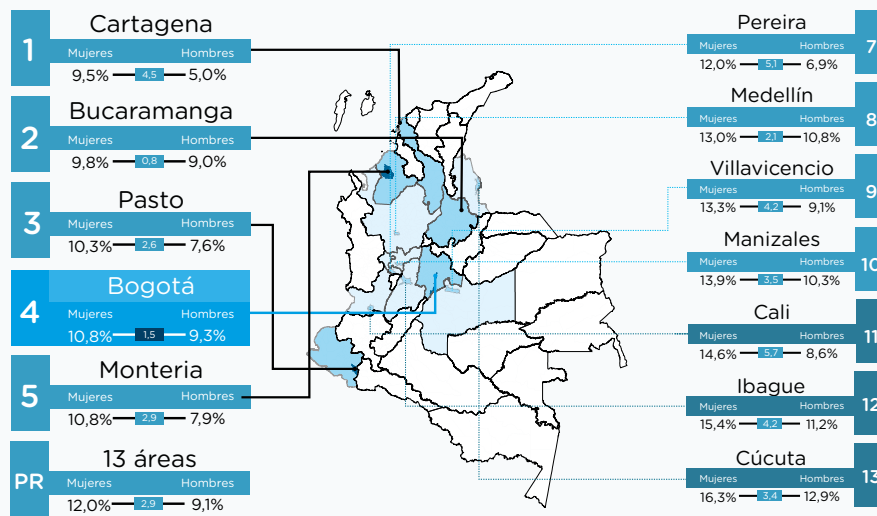 1
Cartagena
Mujeres Hombres
9,5% 4,5 5,0%
2
Bucaramanga
Mujeres Hombres
9,8% 0,8 9,0%
3
Pasto
Mujeres Hombres
10,3% 2,6 7,6%
4
Bogotá
Mujeres Hombres
10,8% 1,5 9,3%
5
Monteria
Mujeres Hombres
10,8% 2,9 7,9%
PR
13 áreas
Mujeres Hombres
12,0% 2,9 9,1%
Pereira
7
Mujeres Hombres
12,0% 5,1 6,9%
Medellín
8
Mujeres Hombres
13,0% 2,1 10,8%
Villavicencio
9
Mujeres Hombres
13,3% 4,2 9,1%
Manizales
10
Mujeres Hombres
13,9% 3,5 10,3%
Cali
11
Mujeres Hombres
14,6% 5,7 8,6%
Ibague
12
Mujeres Hombres
15,4% 4,2 11,2%
Cúcuta
13
Mujeres Hombres
16,3% 3,4 12,9%